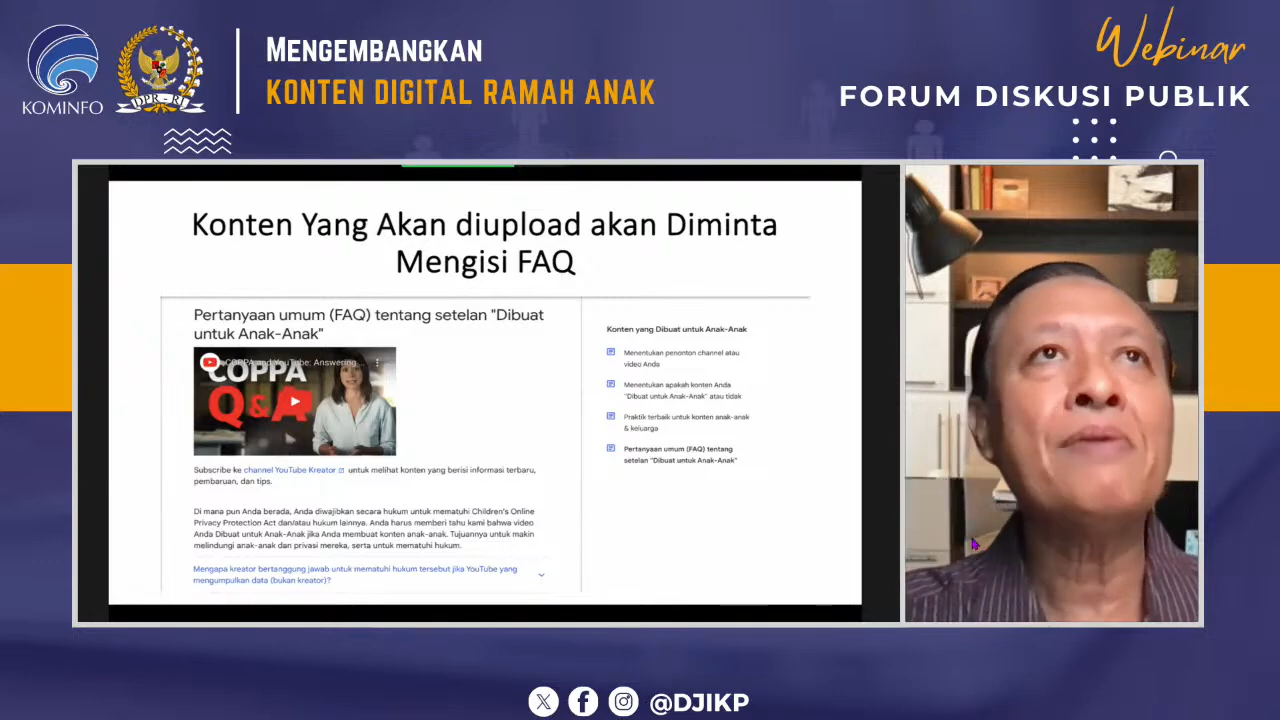 KOMINFO
DPR-RI
MENGEMBANGKAN
KONTEN DIGITAL RAMAH ANAK
Webinar
FORUM DISKUSI PUBLIK
Konten Yang Akan diupload akan Diminta
Mengisi FAQ
Pertanyaan umum (FAQ) tentang setelan "Dibuat
untuk Anak-Anak"
COPPA and YouTube: Answering...
COPPA
Q&A
Subscribe ke channel YouTube Kreator untuk melihat konten yang berisi informasi terbaru,
pembaruan, dan tips.
Di mana pun Anda berada, Anda diwajibkan secara hukum untuk mematuhi Children's Online
Privacy Protection Act dan/atau hukum lainnya. Anda harus memberi tahu kami bahwa video
Anda Dibuat untuk Anak-Anak jika Anda membuat konten anak-anak. Tujuannya untuk makin
melindungi anak-anak dan privasi mereka, serta untuk mematuhi hukum.
Mengapa kreator bertanggung jawab untuk mematuhi hukum tersebut jika YouTube yang
mengumpulkan data (bukan kreator)?
Konten yang Dibuat untuk Anak-Anak
Menentukan penonton channel atau
video Anda
Menentukan apakah konten Anda
"Dibuat untuk Anak-Anak" atau tidak
Praktik terbaik untuk konten anak-anak
& keluarga
Pertanyaan umum (FAQ) tentang
setelan "Dibuat untuk Anak-Anak"
@DJIKP